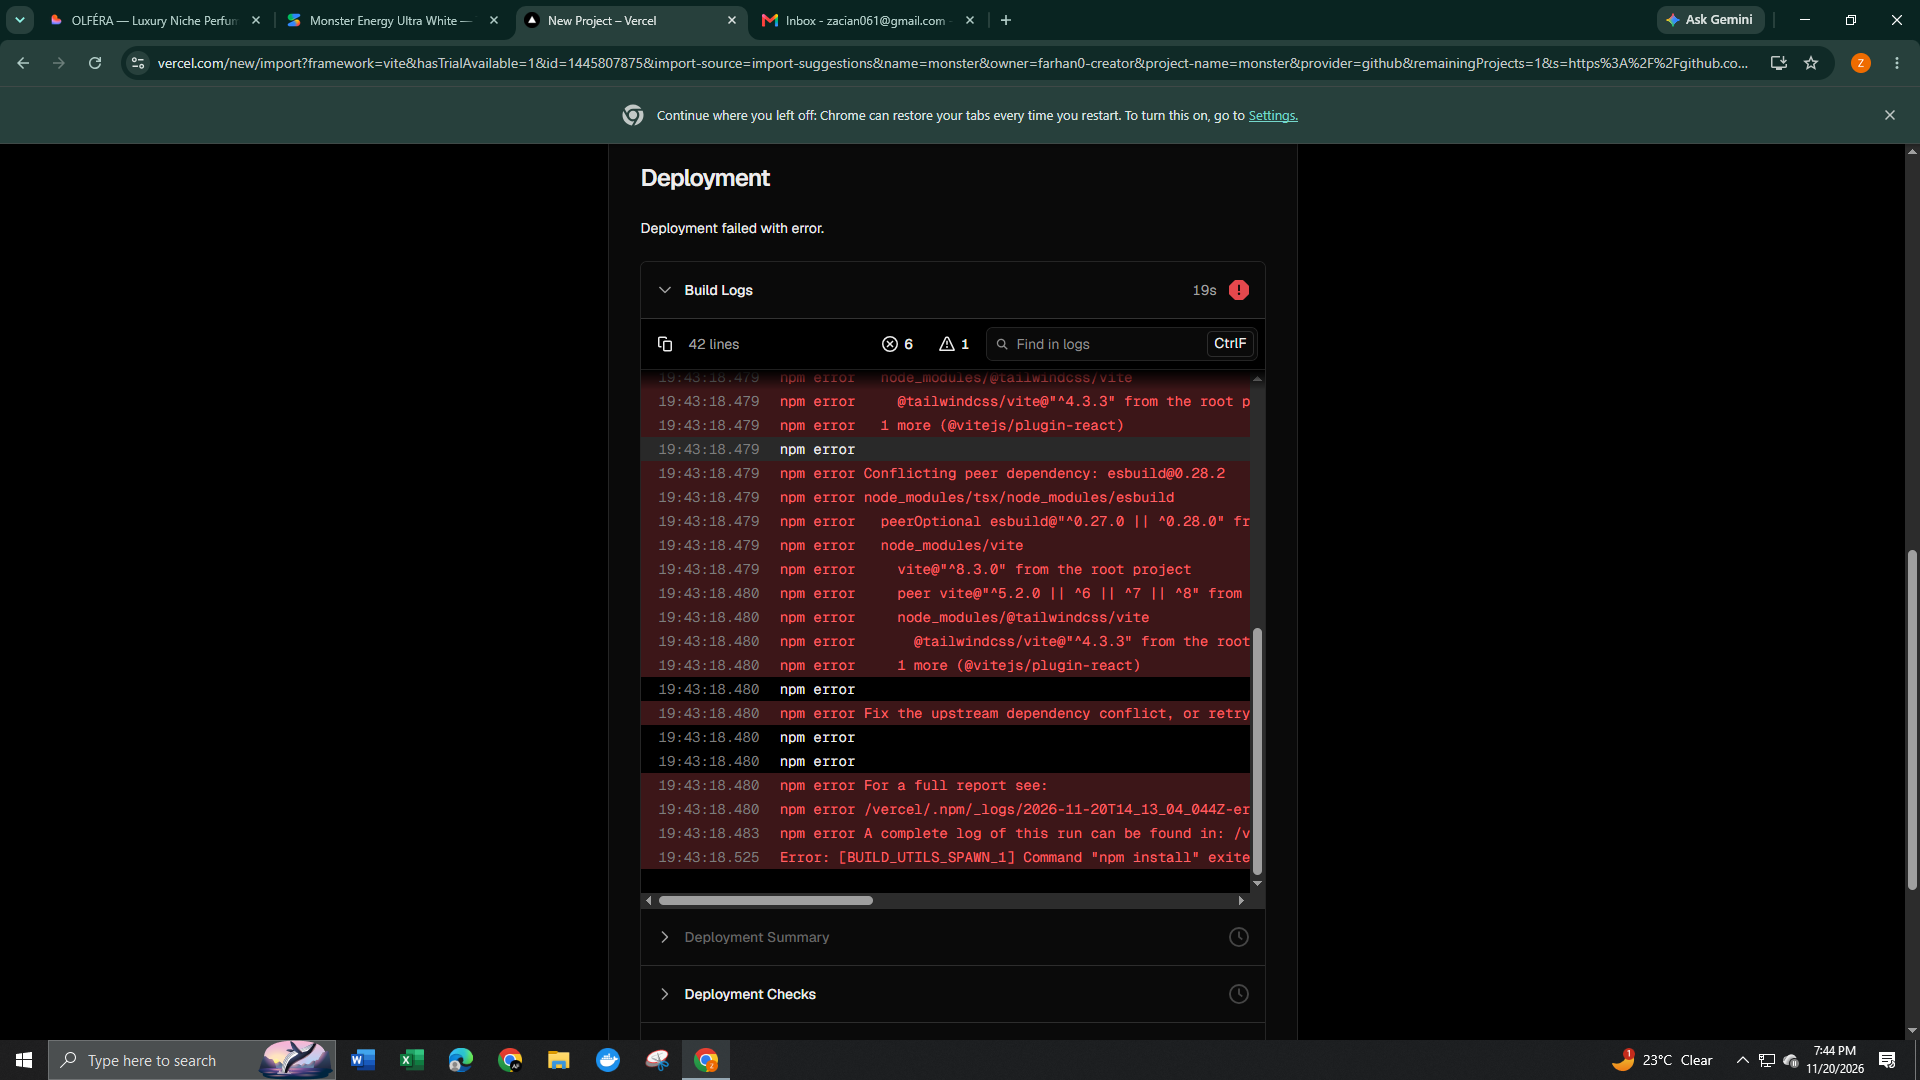 OLFÉRA — Luxury Niche Perfum
Monster Energy Ultra White —
New Project – Vercel
Inbox - zacian061@gmail.com -
Ask Gemini
vercel.com/new/import?framework=vite&hasTrialAvailable=1&id=1445807875&import-source=import-suggestions&name=monster&owner=farhan0-creator&project-name=monster&provider=github&remainingProjects=1&s=https%3A%2F%2Fgithub.co...
Z
Continue where you left off: Chrome can restore your tabs every time you restart. To turn this on, go to Settings.
Deployment
Deployment failed with error.
Build Logs
19s
42 lines
6
1
Find in logs
CtrlF
19:43:18.479 npm error node_modules/@tailwindcss/vite
19:43:18.479 npm error @tailwindcss/vite@"^4.3.3" from the root p
19:43:18.479 npm error 1 more (@vitejs/plugin-react)
19:43:18.479 npm error
19:43:18.479 npm error Conflicting peer dependency: esbuild@0.28.2
19:43:18.479 npm error node_modules/tsx/node_modules/esbuild
19:43:18.479 npm error peerOptional esbuild@"^0.27.0 || ^0.28.0" fr
19:43:18.479 npm error node_modules/vite
19:43:18.479 npm error vite@"^8.3.0" from the root project
19:43:18.480 npm error peer vite@"^5.2.0 || ^6 || ^7 || ^8" from
19:43:18.480 npm error node_modules/@tailwindcss/vite
19:43:18.480 npm error @tailwindcss/vite@"^4.3.3" from the root
19:43:18.480 npm error 1 more (@vitejs/plugin-react)
19:43:18.480 npm error
19:43:18.480 npm error Fix the upstream dependency conflict, or retry
19:43:18.480 npm error
19:43:18.480 npm error
19:43:18.480 npm error For a full report see:
19:43:18.480 npm error /vercel/.npm/_logs/2026-11-20T14_13_04_044Z-er
19:43:18.483 npm error A complete log of this run can be found in: /v
19:43:18.525 Error: [BUILD_UTILS_SPAWN_1] Command "npm install" exite
Deployment Summary
Deployment Checks
Type here to search
1
23°C Clear
7:44 PM
11/20/2026